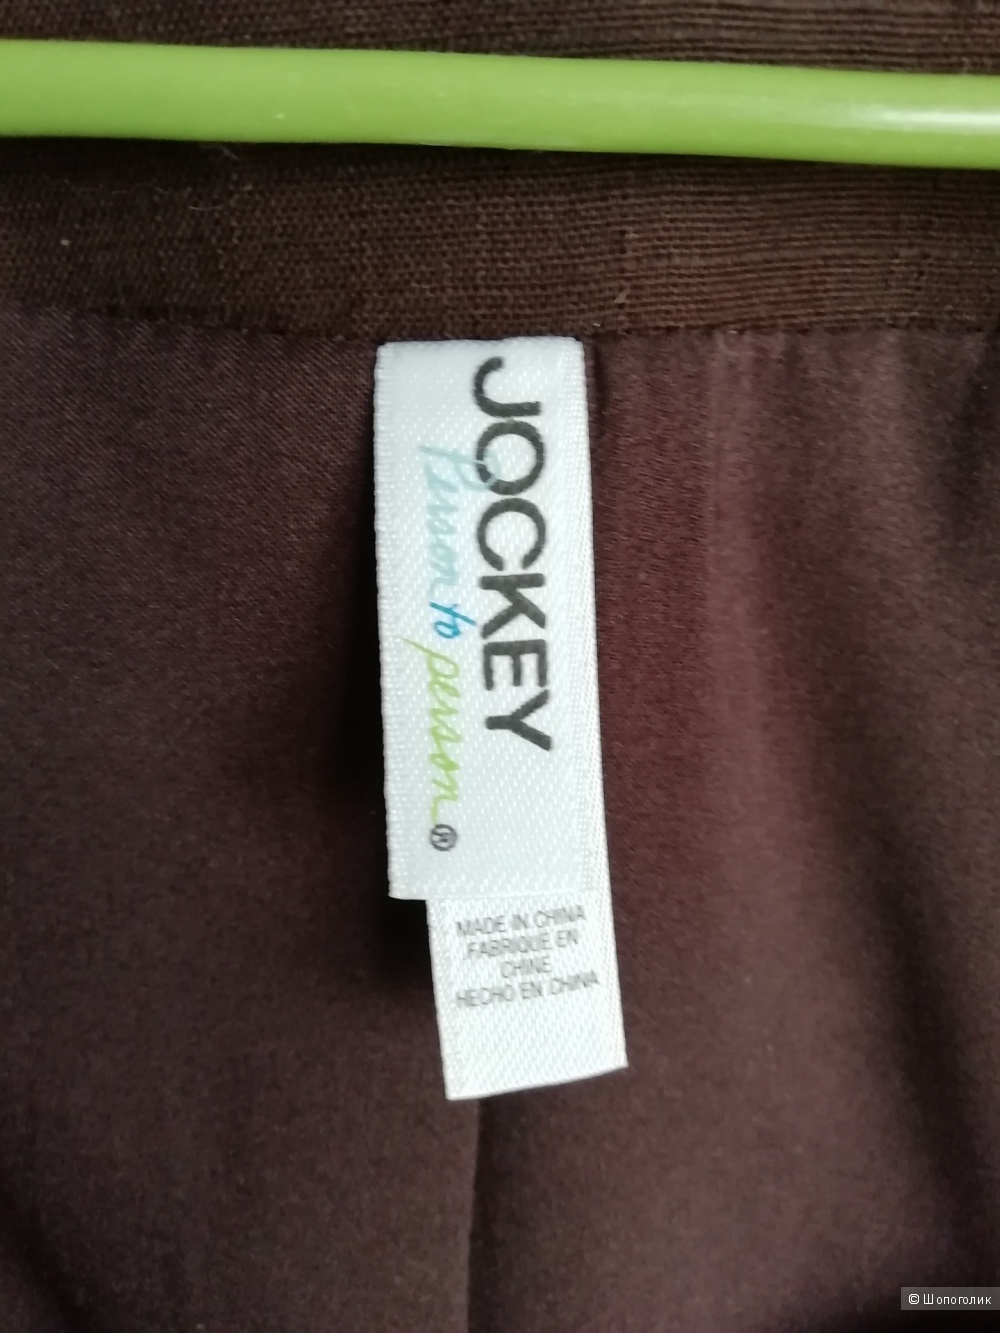 JOCKEY
Person to person®
MADE IN CHINA
FABRIQUE EN
CHINE
HECHO EN CHINA
© Шопоголик